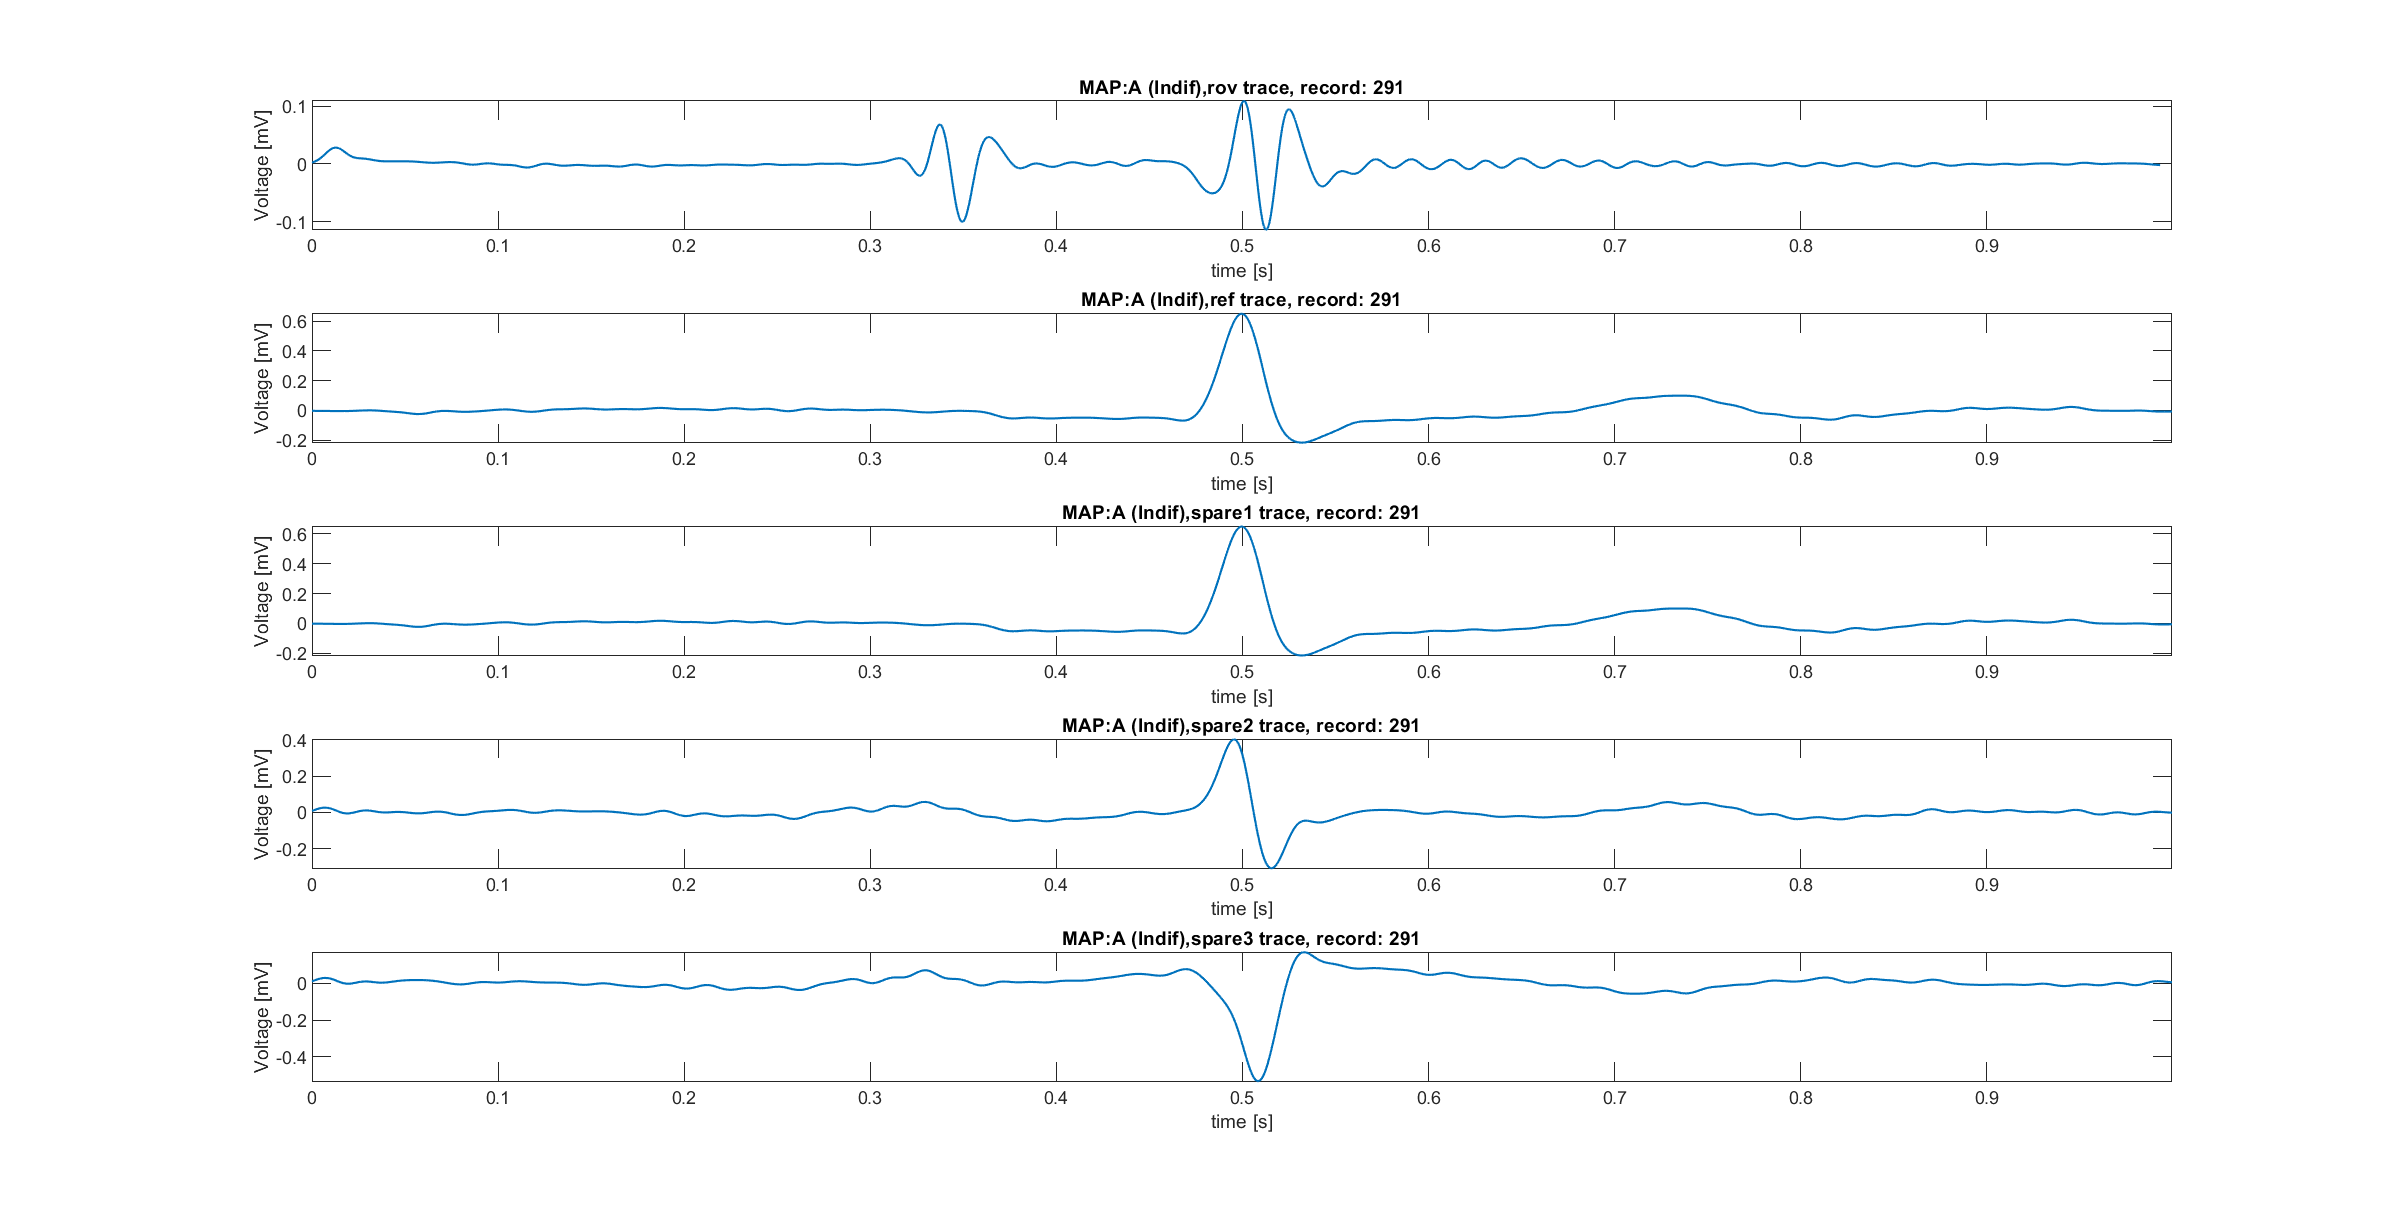 MAP:A (Indif),rov trace, record: 291
Voltage [mV]
0.1
0
-0.1
0 0.1 0.2 0.3 0.4 0.5 0.6 0.7 0.8 0.9
time [s]
MAP:A (Indif),ref trace, record: 291
Voltage [mV]
0.6
0.4
0.2
0
-0.2
0 0.1 0.2 0.3 0.4 0.5 0.6 0.7 0.8 0.9
time [s]
MAP:A (Indif),spare1 trace, record: 291
Voltage [mV]
0.6
0.4
0.2
0
-0.2
0 0.1 0.2 0.3 0.4 0.5 0.6 0.7 0.8 0.9
time [s]
MAP:A (Indif),spare2 trace, record: 291
Voltage [mV]
0.4
0.2
0
-0.2
0 0.1 0.2 0.3 0.4 0.5 0.6 0.7 0.8 0.9
time [s]
MAP:A (Indif),spare3 trace, record: 291
Voltage [mV]
0
-0.2
-0.4
0 0.1 0.2 0.3 0.4 0.5 0.6 0.7 0.8 0.9
time [s]